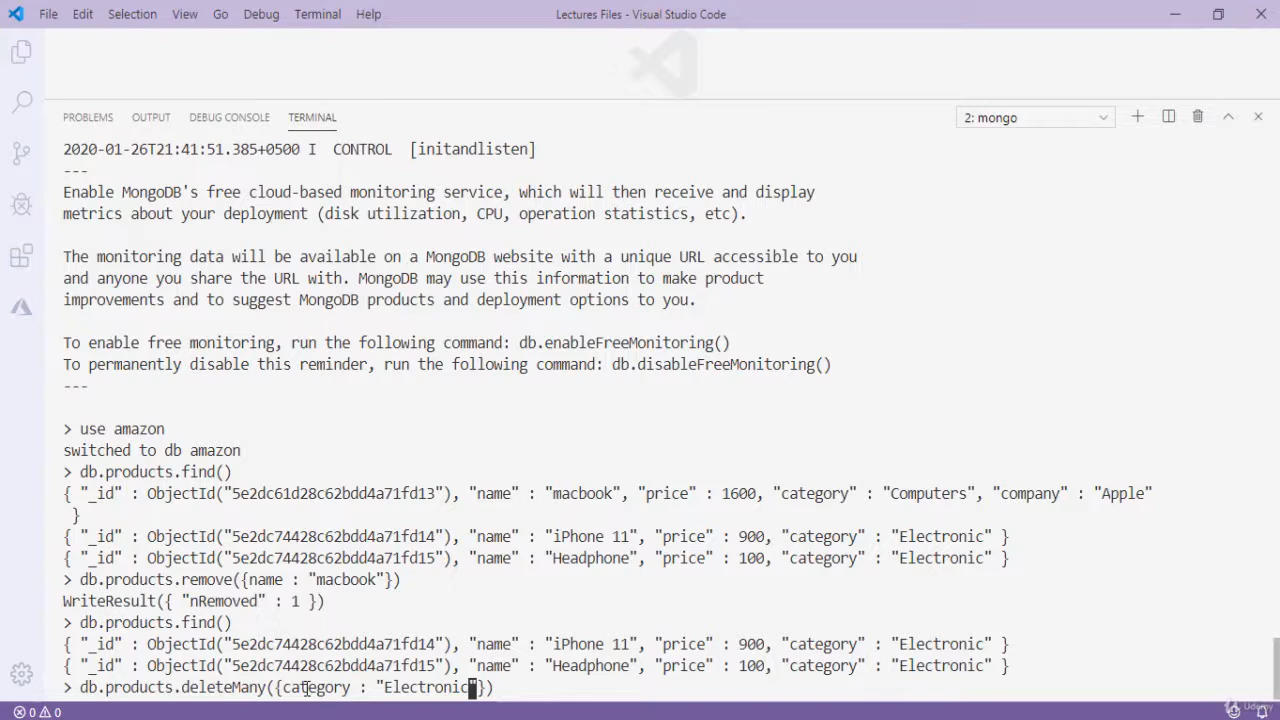 File Edit Selection View Go Debug Terminal Help Lectures Files - Visual Studio Code
PROBLEMS OUTPUT DEBUG CONSOLE TERMINAL 2: mongo
2020-01-26T21:41:51.385+0500 I CONTROL [initandlisten]
---
Enable MongoDB's free cloud-based monitoring service, which will then receive and display
metrics about your deployment (disk utilization, CPU, operation statistics, etc).
The monitoring data will be available on a MongoDB website with a unique URL accessible to you
and anyone you share the URL with. MongoDB may use this information to make product
improvements and to suggest MongoDB products and deployment options to you.
To enable free monitoring, run the following command: db.enableFreeMonitoring()
To permanently disable this reminder, run the following command: db.disableFreeMonitoring()
---
> use amazon
switched to db amazon
> db.products.find()
{ "_id" : ObjectId("5e2dc61d28c62bdd4a71fd13"), "name" : "macbook", "price" : 1600, "category" : "Computers", "company" : "Apple"
}
{ "_id" : ObjectId("5e2dc74428c62bdd4a71fd14"), "name" : "iPhone 11", "price" : 900, "category" : "Electronic" }
{ "_id" : ObjectId("5e2dc74428c62bdd4a71fd15"), "name" : "Headphone", "price" : 100, "category" : "Electronic" }
> db.products.remove({name : "macbook"})
WriteResult({ "nRemoved" : 1 })
> db.products.find()
{ "_id" : ObjectId("5e2dc74428c62bdd4a71fd14"), "name" : "iPhone 11", "price" : 900, "category" : "Electronic" }
{ "_id" : ObjectId("5e2dc74428c62bdd4a71fd15"), "name" : "Headphone", "price" : 100, "category" : "Electronic" }
> db.products.deleteMany({category : "Electronic"})
0 0 Udemy